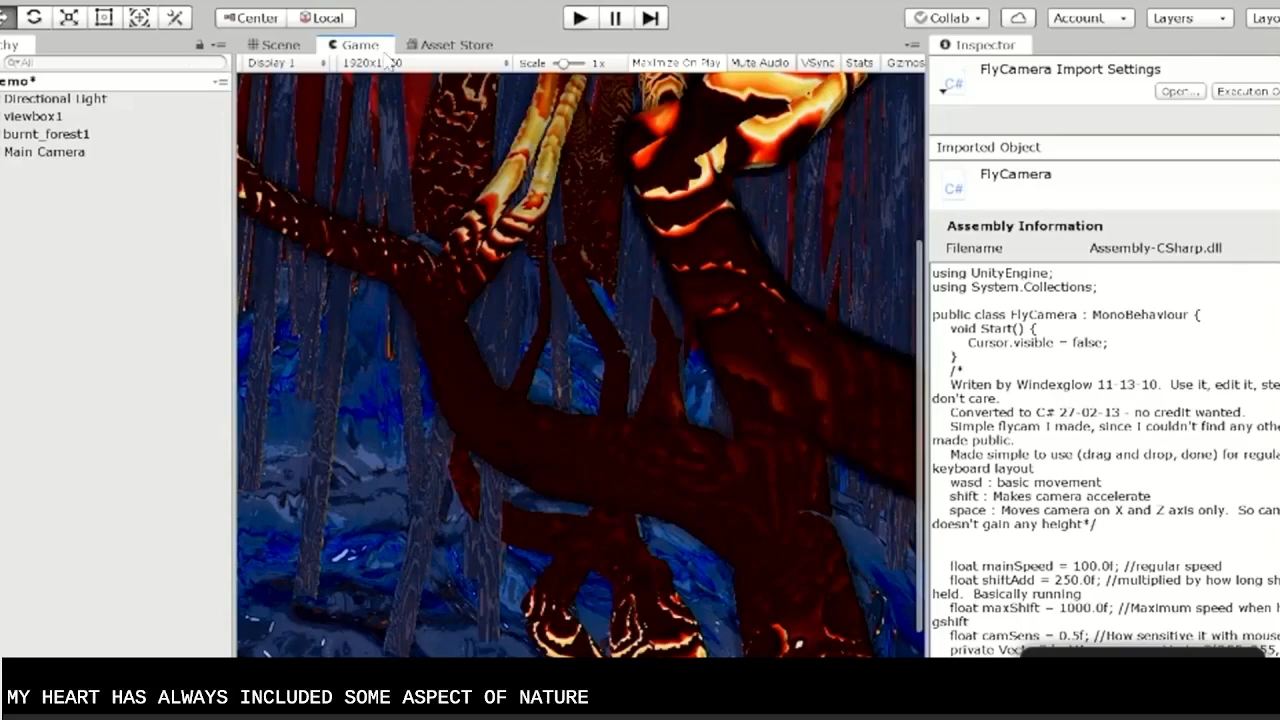 Center Local Collab Account Layers
Scene Game Asset Store Inspector
All Display 1 Scale 1x Maximize On Play Mute Audio VSync Stats Gizmos
FlyCamera Import Settings
Open...
Directional Light
viewbox1
burnt_forest1
Main Camera
Imported Object
FlyCamera
Assembly Information
Filename Assembly-CSharp.dll
using UnityEngine;
using System.Collections;
public class FlyCamera : MonoBehaviour {
void Start() {
Cursor.visible = false;
}
/*
Writen by Windexglow 11-13-10. Use it, edit it, ste
don't care.
Converted to C# 27-02-13 - no credit wanted.
Simple flycam I made, since I couldn't find any othe
made public.
Made simple to use (drag and drop, done) for regula
keyboard layout
wasd : basic movement
shift : Makes camera accelerate
space : Moves camera on X and Z axis only. So cam
doesn't gain any height*/
float mainSpeed = 100.0f; //regular speed
float shiftAdd = 250.0f; //multiplied by how long sh
held. Basically running
float maxShift = 1000.0f; //Maximum speed when h
gshift
float camSens = 0.5f; //How sensitive it with mouse
MY HEART HAS ALWAYS INCLUDED SOME ASPECT OF NATURE